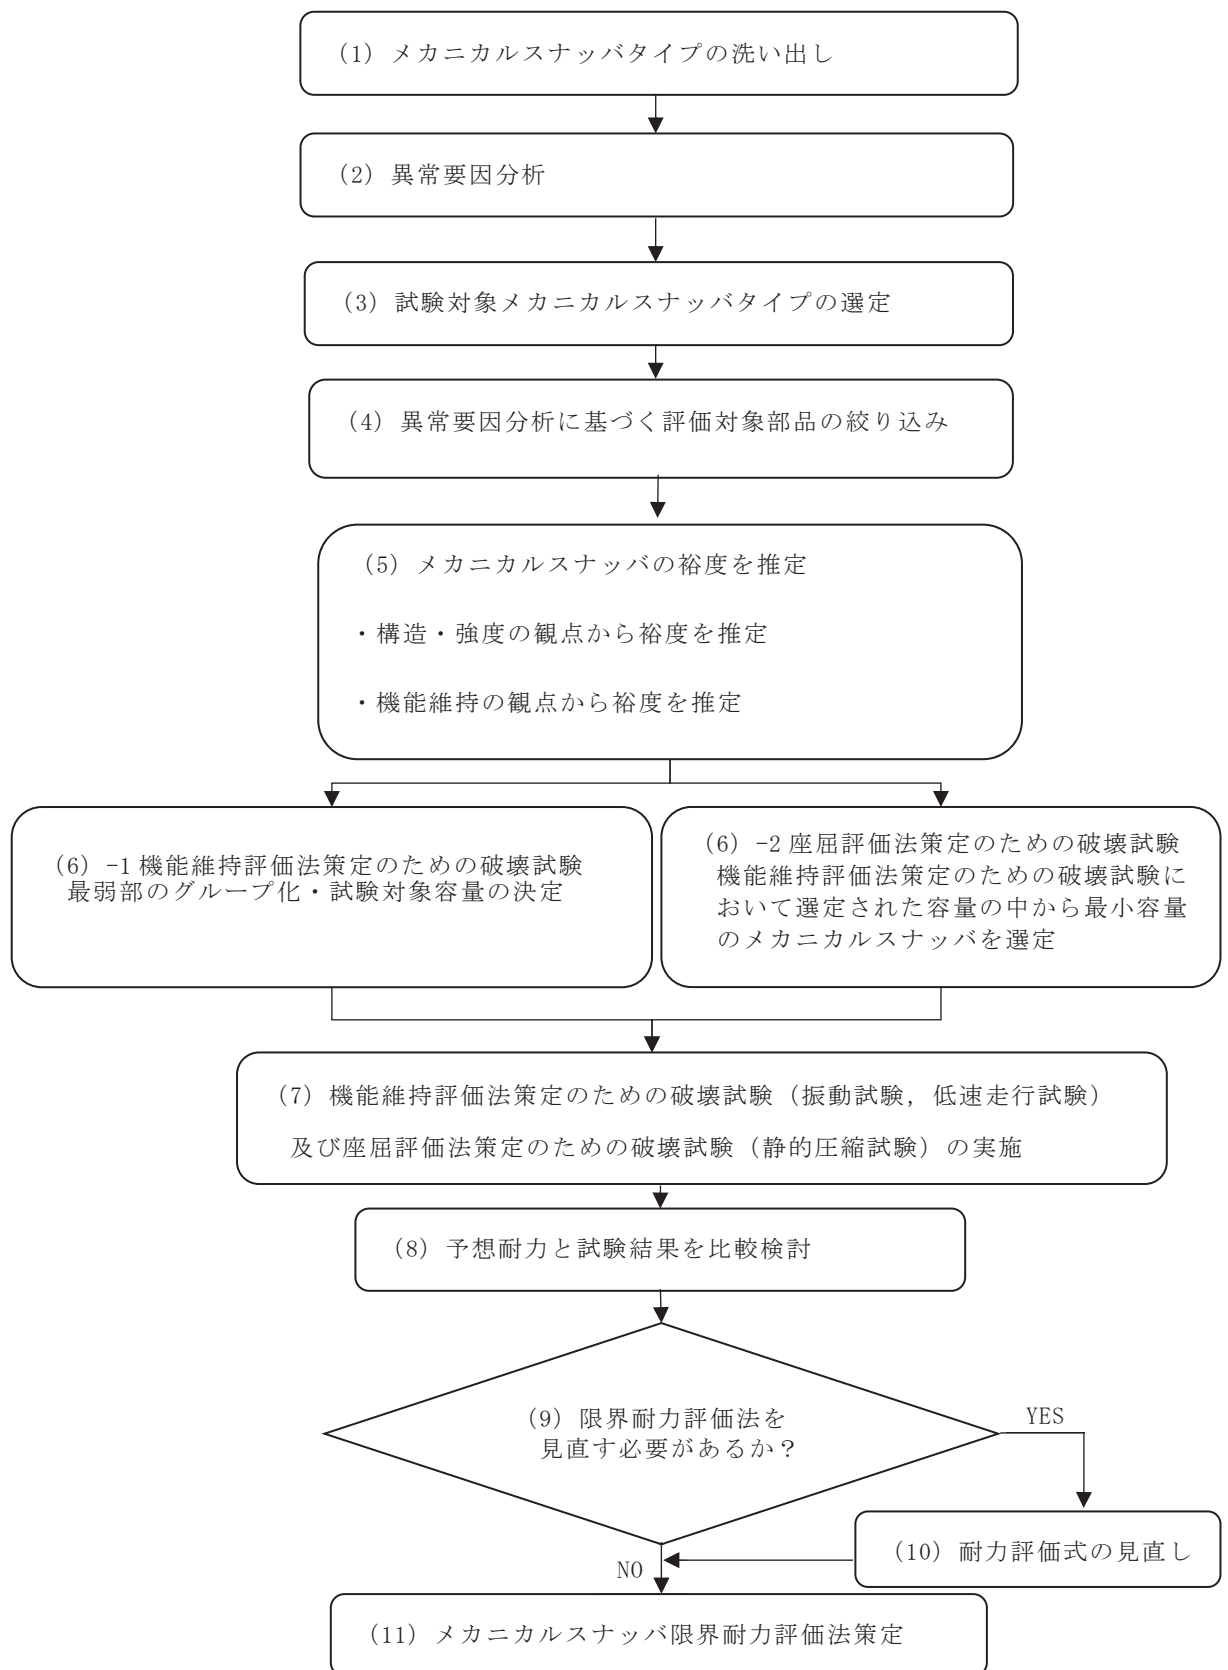 (1) メカニカルスナッバタイプの洗い出し
(2) 異常要因分析
(3) 試験対象メカニカルスナッバタイプの選定
(4) 異常要因分析に基づく評価対象部品の絞り込み
(5) メカニカルスナッバの裕度を推定
・構造・強度の観点から裕度を推定
・機能維持の観点から裕度を推定
(6) -1 機能維持評価法策定のための破壊試験
最弱部のグループ化・試験対象容量の決定
(6) -2 座屈評価法策定のための破壊試験
機能維持評価法策定のための破壊試験に
おいて選定された容量の中から最小容量
のメカニカルスナッバを選定
(7) 機能維持評価法策定のための破壊試験（振動試験，低速走行試験）
及び座屈評価法策定のための破壊試験（静的圧縮試験）の実施
(8) 予想耐力と試験結果を比較検討
(9) 限界耐力評価法を
見直す必要があるか？
YES
(10) 耐力評価式の見直し
NO
(11) メカニカルスナッバ限界耐力評価法策定